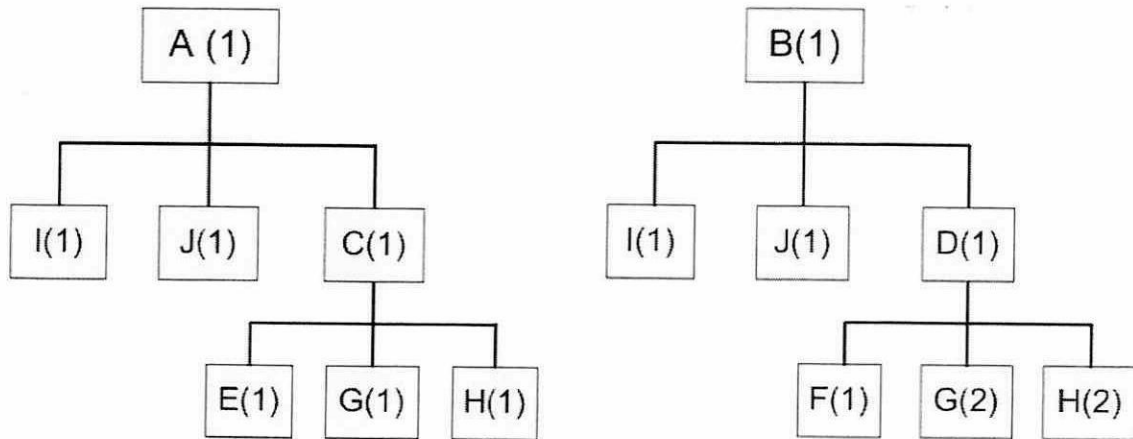 A (1)
B(1)
I(1) J(1) C(1)
I(1) J(1) D(1)
E(1) G(1) H(1)
F(1) G(2) H(2)